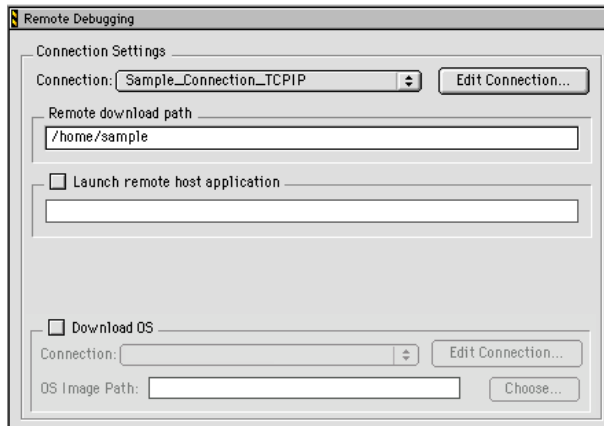 Remote Debugging
Connection Settings
Connection: Sample_Connection_TCPIP Edit Connection...
Remote download path
/home/sample
Launch remote host application
Download OS
Connection: Edit Connection...
OS Image Path: Choose...